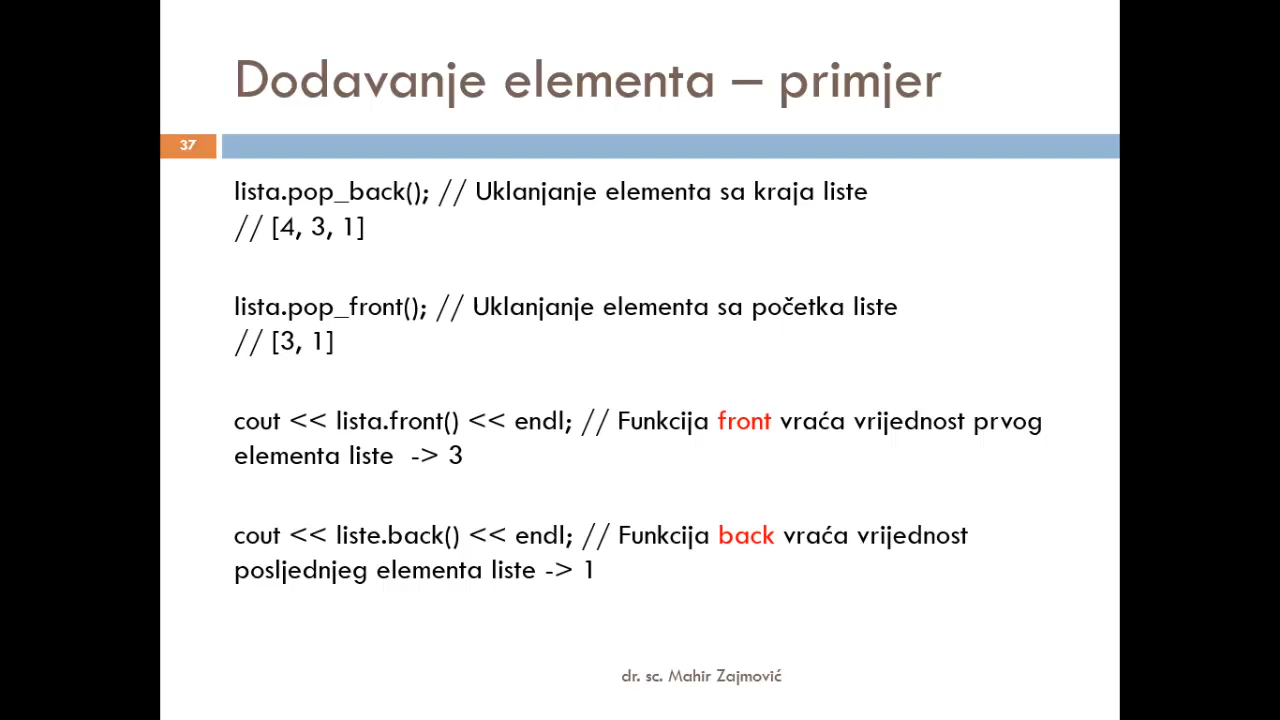 Dodavanje elementa – primjer
37
lista.pop_back(); // Uklanjanje elementa sa kraja liste
// [4, 3, 1]
lista.pop_front(); // Uklanjanje elementa sa početka liste
// [3, 1]
cout << lista.front() << endl; // Funkcija front vraća vrijednost prvog
elementa liste -> 3
cout << liste.back() << endl; // Funkcija back vraća vrijednost
posljednjeg elementa liste -> 1
dr. sc. Mahir Zajmović